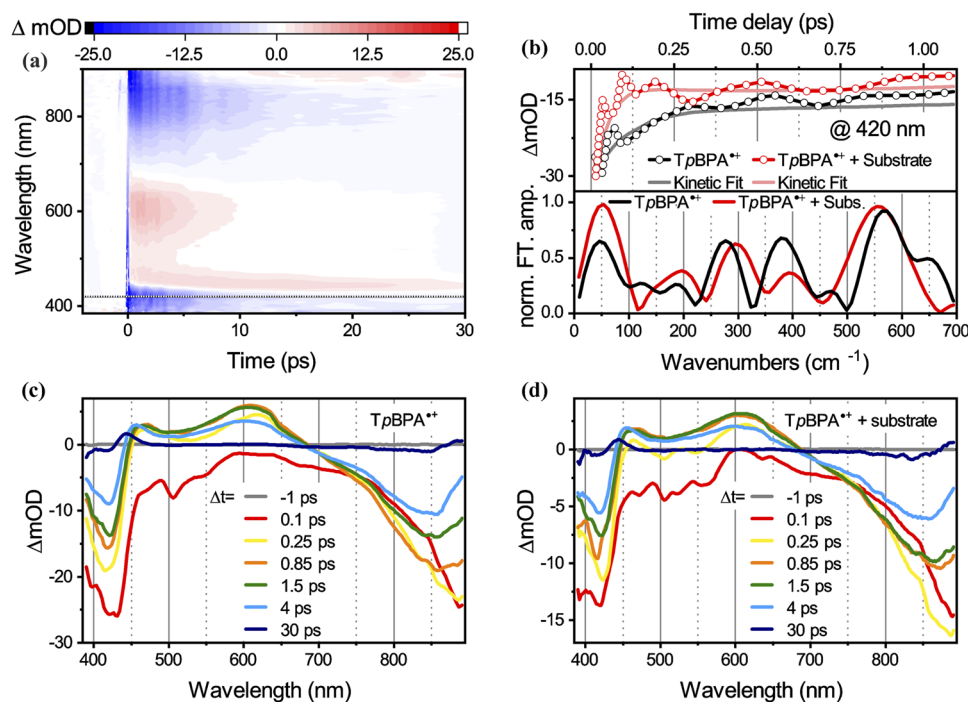 Δ mOD
-25.0 -12.5 0.0 12.5 25.0
(a)
Wavelength (nm)
800
600
400
0 10 20 30
Time (ps)
Time delay (ps)
0.00 0.25 0.50 0.75 1.00
(b)
ΔmOD
-15
-30
@ 420 nm
TpBPA•+ TpBPA•+ + Substrate
Kinetic Fit Kinetic Fit
TpBPA•+ TpBPA•+ + Subs.
norm. FT. amp.
1.0
0.5
0.0
0 100 200 300 400 500 600 700
Wavenumbers (cm -1)
(c)
TpBPA•+
ΔmOD
0
-10
-20
-30
Δt=
-1 ps
0.1 ps
0.25 ps
0.85 ps
1.5 ps
4 ps
30 ps
400 500 600 700 800
Wavelength (nm)
(d)
TpBPA•+ + substrate
ΔmOD
0
-5
-10
-15
Δt=
-1 ps
0.1 ps
0.25 ps
0.85 ps
1.5 ps
4 ps
30 ps
400 500 600 700 800
Wavelength (nm)